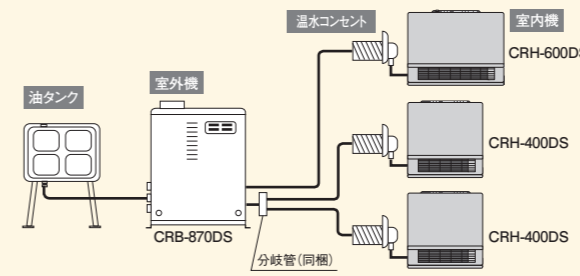 温水コンセント
室内機
CRH-600DS
油タンク
室外機
CRH-400DS
CRB-870DS
CRH-400DS
分岐管(同梱)